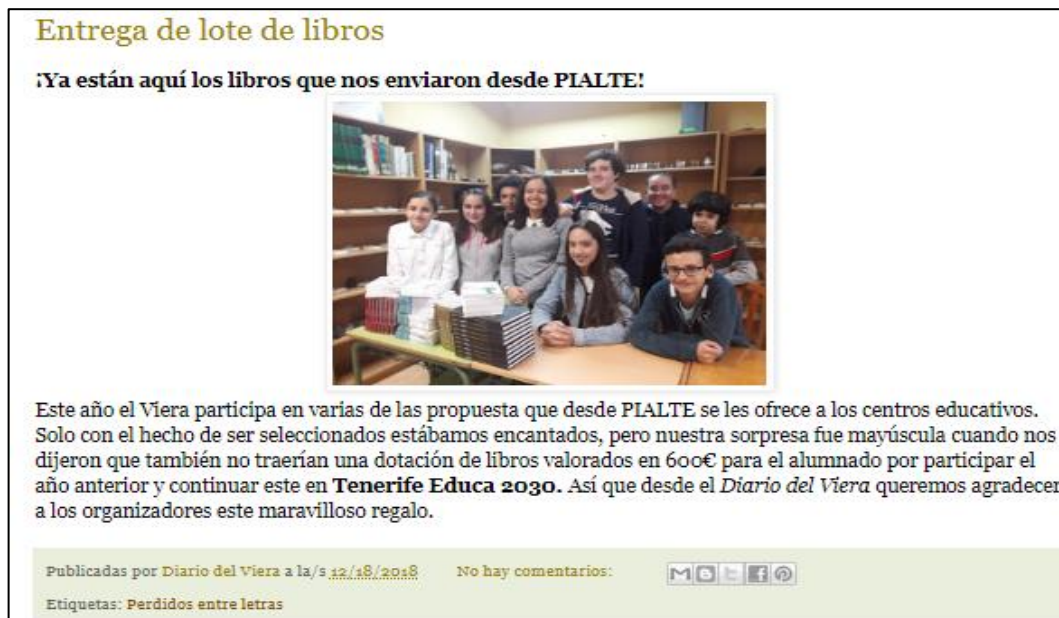 Entrega de lote de libros
¡Ya están aquí los libros que nos enviaron desde PIALTE!
Este año el Viera participa en varias de las propuesta que desde PIALTE se les ofrece a los centros educativos.
Solo con el hecho de ser seleccionados estábamos encantados, pero nuestra sorpresa fue mayúscula cuando nos
dijeron que también no traerían una dotación de libros valorados en 600€ para el alumnado por participar el
año anterior y continuar este en Tenerife Educa 2030. Así que desde el Diario del Viera queremos agradecer
a los organizadores este maravilloso regalo.
Publicadas por Diario del Viera a la/s 12/18/2018 No hay comentarios:
Etiquetas: Perdidos entre letras